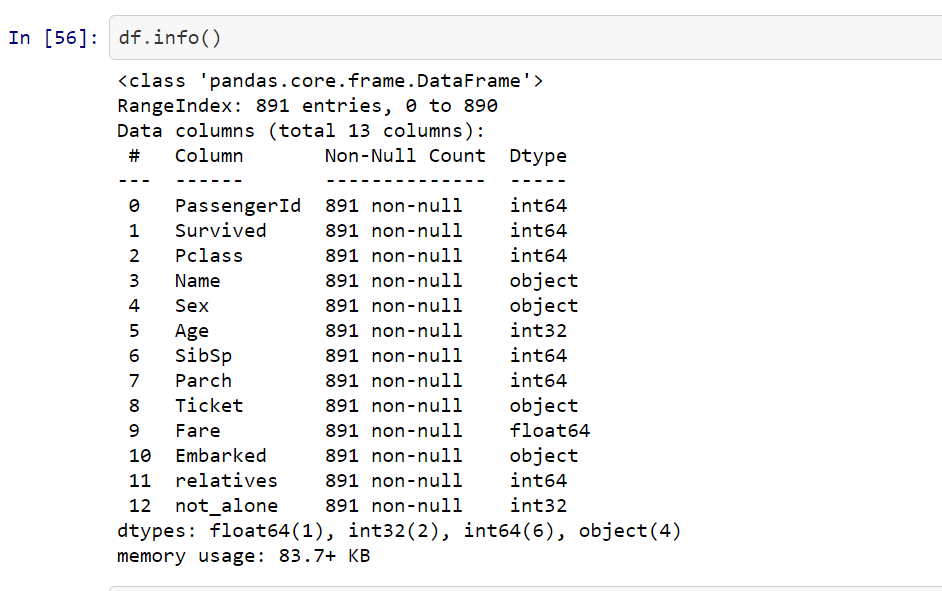 In [56]: df.info()
<class 'pandas.core.frame.DataFrame'>
RangeIndex: 891 entries, 0 to 890
Data columns (total 13 columns):
 #   Column       Non-Null Count  Dtype
---  ------       --------------  -----
 0   PassengerId  891 non-null    int64
 1   Survived     891 non-null    int64
 2   Pclass       891 non-null    int64
 3   Name         891 non-null    object
 4   Sex          891 non-null    object
 5   Age          891 non-null    int32
 6   SibSp        891 non-null    int64
 7   Parch        891 non-null    int64
 8   Ticket       891 non-null    object
 9   Fare         891 non-null    float64
 10  Embarked     891 non-null    object
 11  relatives    891 non-null    int64
 12  not_alone    891 non-null    int32
dtypes: float64(1), int32(2), int64(6), object(4)
memory usage: 83.7+ KB